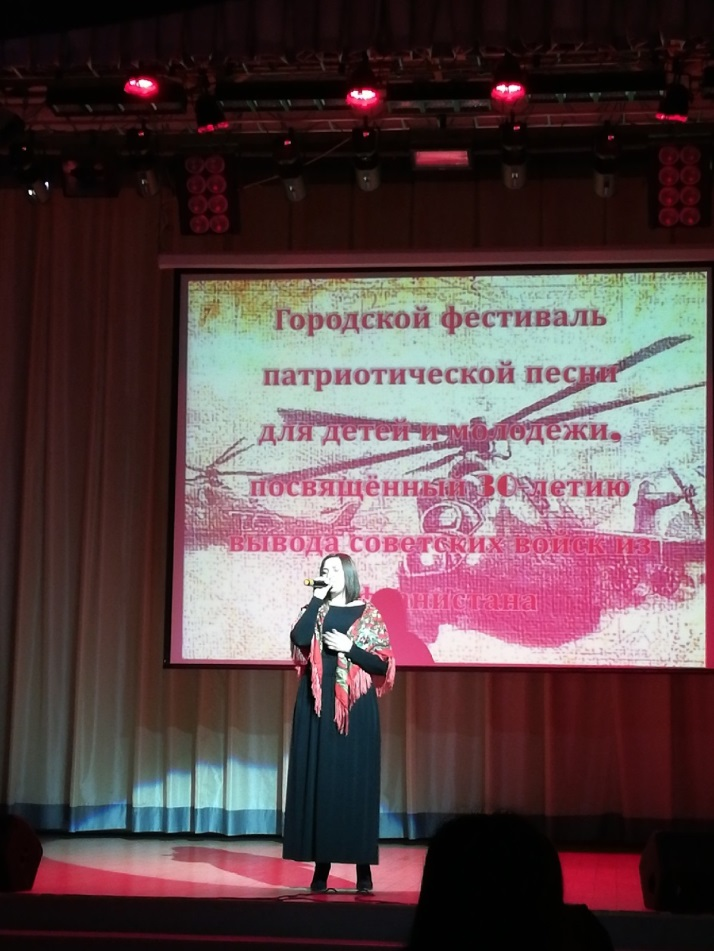 Городской фестиваль
патриотической песни
для детей и молодежи,
посвящённый 30-летию
вывода советских войск из